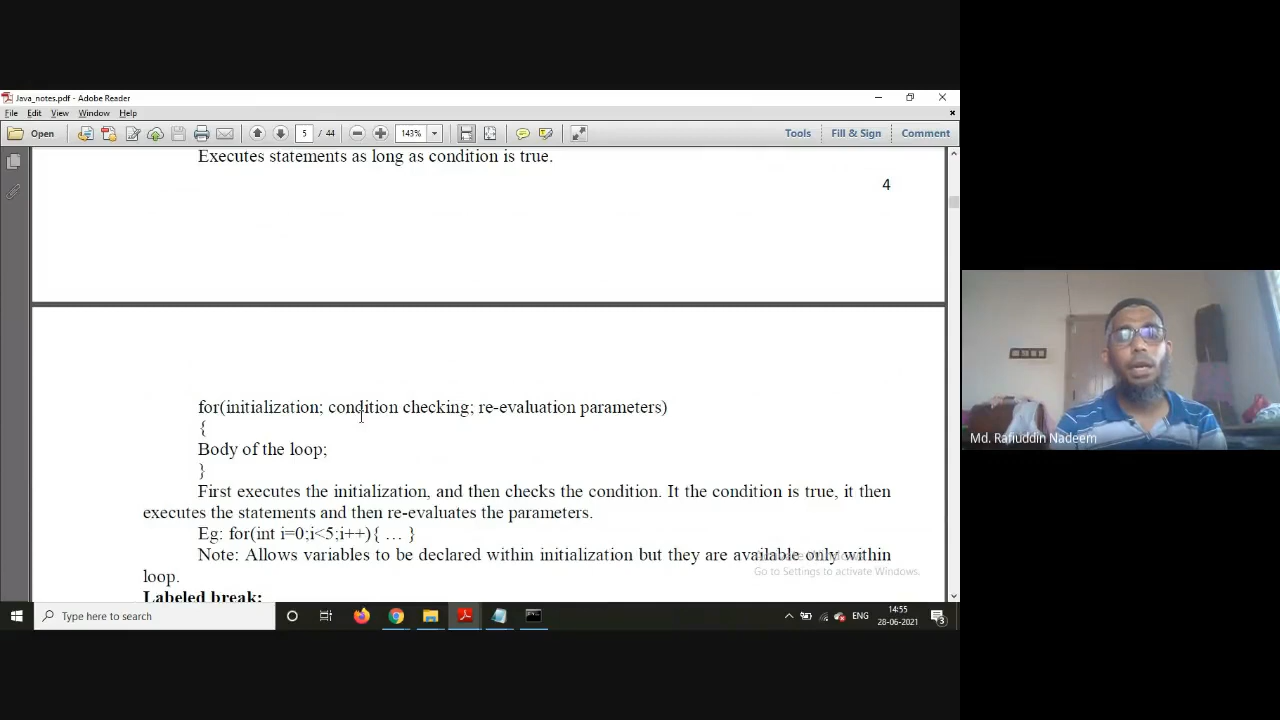 Java_notes.pdf - Adobe Reader
File Edit View Window Help
Open 5 / 44 143% Tools Fill & Sign Comment
Executes statements as long as condition is true.
4
for(initialization; condition checking; re-evaluation parameters)
{
Body of the loop;
}
First executes the initialization, and then checks the condition. It the condition is true, it then
executes the statements and then re-evaluates the parameters.
Eg: for(int i=0;i<5;i++){ … }
Note: Allows variables to be declared within initialization but they are available only within
loop.
Activate Windows
Go to Settings to activate Windows.
Labeled break:
Md. Rafiuddin Nadeem
Type here to search
ENG
14:55
28-06-2021
3